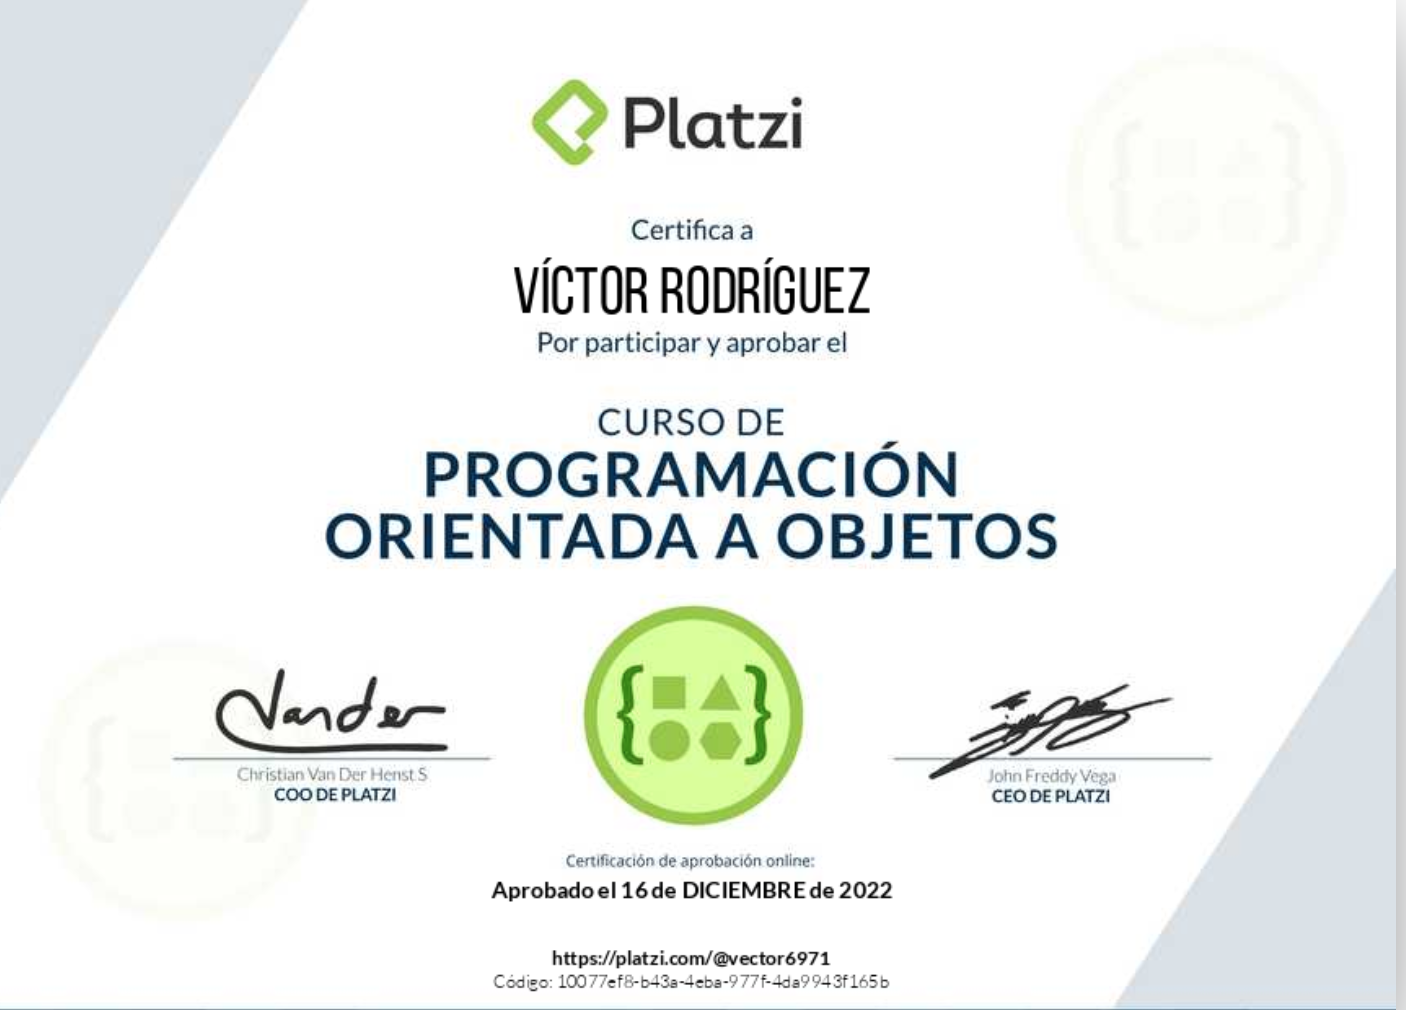 Platzi
Certifica a
VÍCTOR RODRÍGUEZ
Por participar y aprobar el
CURSO DE
PROGRAMACIÓN
ORIENTADA A OBJETOS
Vander
Christian Van Der Henst S
COO DE PLATZI
John Freddy Vega
CEO DE PLATZI
Certificación de aprobación online:
Aprobado el 16 de DICIEMBRE de 2022
https://platzi.com/@vector6971
Código: 10077ef8-b43a-4eba-977f-4da9943f165b